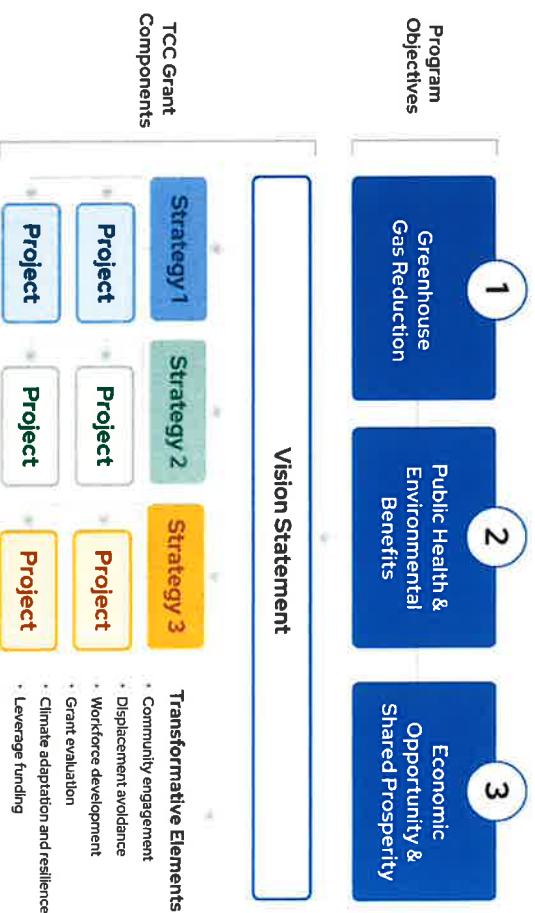 Program
Objectives
1
Greenhouse
Gas Reduction
2
Public Health &
Environmental
Benefits
3
Economic
Opportunity &
Shared Prosperity
TCC Grant
Components
Vision Statement
Strategy 1
Project
Project
Strategy 2
Project
Project
Strategy 3
Project
Project
Transformative Elements
• Community engagement
• Displacement avoidance
• Workforce development
• Grant evaluation
• Climate adaptation and resilience
• Leverage funding